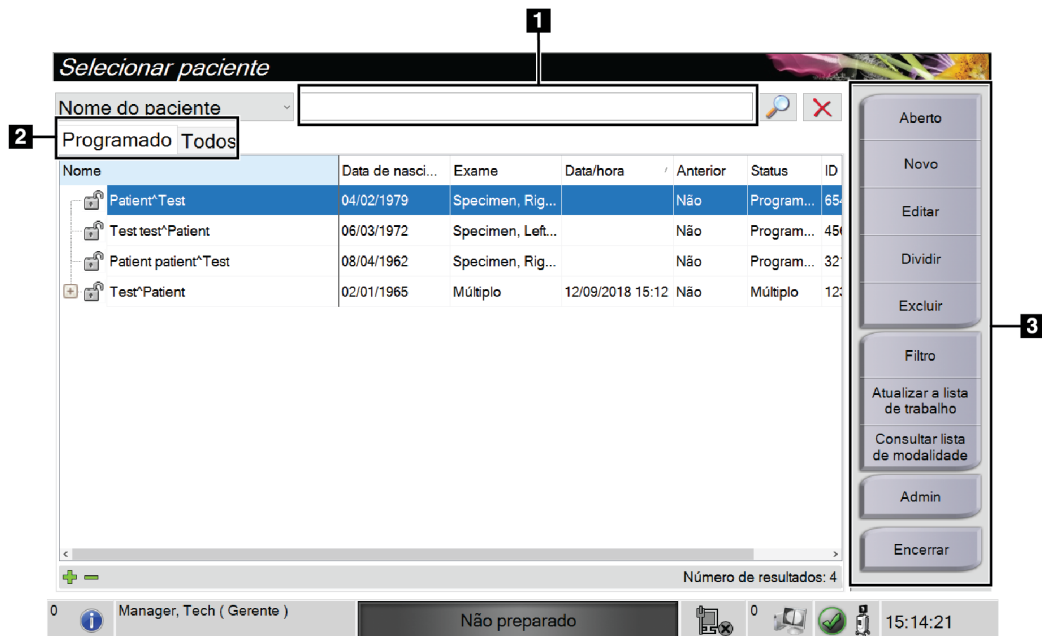 1
Selecionar paciente
Nome do paciente
2
Programado Todos
Nome Data de nasci... Exame Data/hora Anterior Status ID
Patient^Test 04/02/1979 Specimen, Rig... Não Program... 654
Test test^Patient 06/03/1972 Specimen, Left... Não Program... 456
Patient patient^Test 08/04/1962 Specimen, Rig... Não Program... 321
Test^Patient 02/01/1965 Múltiplo 12/09/2018 15:12 Não Múltiplo 123
Número de resultados: 4
Aberto
Novo
Editar
Dividir
Excluir
3
Filtro
Atualizar a lista
de trabalho
Consultar lista
de modalidade
Admin
Encerrar
0 Manager, Tech ( Gerente ) Não preparado 0 15:14:21